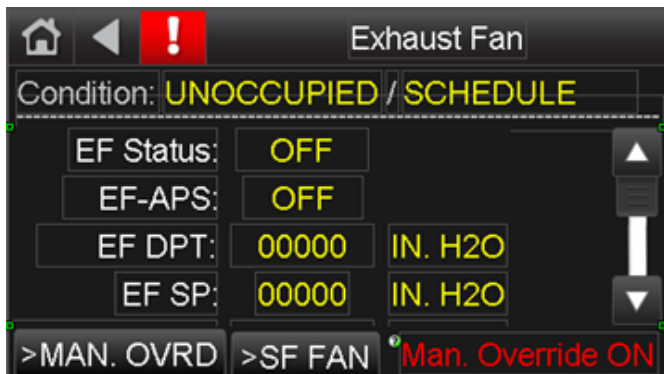 Exhaust Fan
Condition: UNOCCUPIED / SCHEDULE
EF Status: OFF
EF-APS: OFF
EF DPT: 00000 IN. H2O
EF SP: 00000 IN. H2O
>MAN. OVRD >SF FAN Man. Override ON